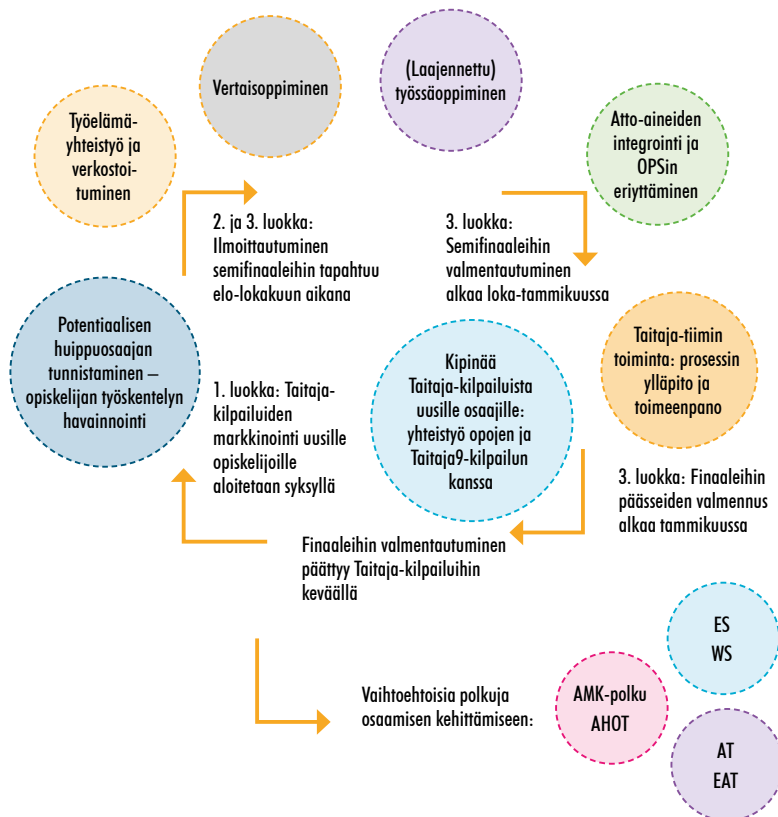 Vertaisoppiminen
(Laajennettu)
työssäoppiminen
Työelämä-
yhteistyö ja
verkostoi-
tuminen
Atto-aineiden
integrointi ja
OPSin
eriyttäminen
2. ja 3. luokka:
Ilmoittautuminen
semifinaaleihin tapahtuu
elo-lokakuun aikana
3. luokka:
Semifinaaleihin
valmentautuminen
alkaa loka-tammikuussa
Potentiaalisen
huippuosaajan
tunnistaminen –
opiskelijan työskentelyn
havainnointi
1. luokka: Taitaja-
kilpailuiden
markkinointi uusille
opiskelijoille
aloitetaan syksyllä
Kipinää
Taitaja-kilpailuista
uusille osaajille:
yhteistyö opojen ja
Taitaja9-kilpailun
kanssa
Taitaja-tiimin
toiminta: prosessin
ylläpito ja
toimeenpano
3. luokka: Finaaleihin
päässeiden valmennus
alkaa tammikuussa
Finaaleihin valmentautuminen
päättyy Taitaja-kilpailuihin
keväällä
Vaihtoehtoisia polkuja
osaamisen kehittämiseen:
AMK-polku
AHOT
ES
WS
AT
EAT